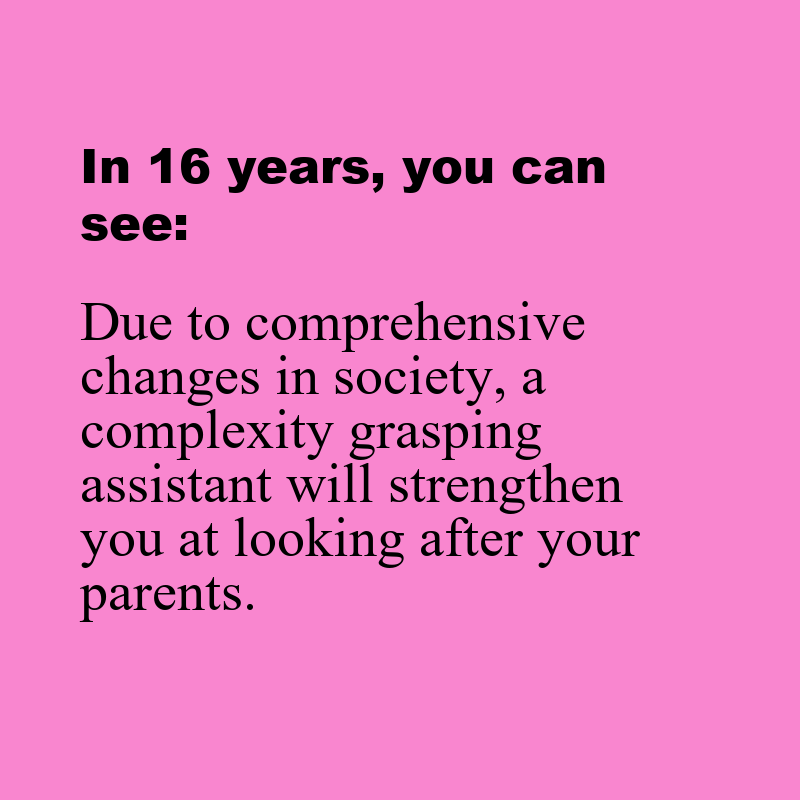 In 16 years, you can
see:
Due to comprehensive
changes in society, a
complexity grasping
assistant will strengthen
you at looking after your
parents.